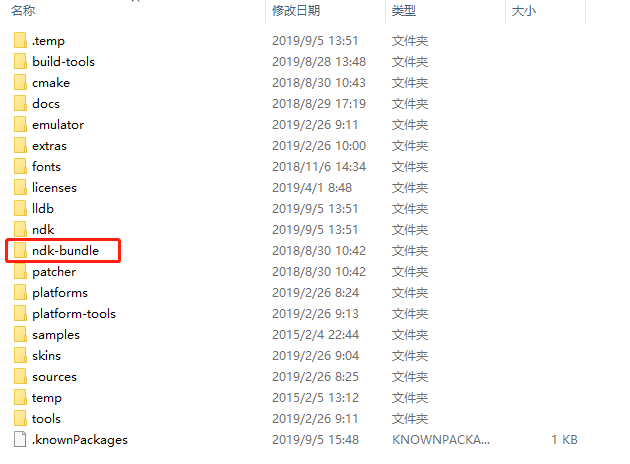 名称 修改日期 类型 大小
.temp 2019/9/5 13:51 文件夹
build-tools 2019/8/28 13:48 文件夹
cmake 2018/8/30 10:43 文件夹
docs 2018/8/29 17:19 文件夹
emulator 2019/2/26 9:11 文件夹
extras 2019/2/26 10:00 文件夹
fonts 2018/11/6 14:34 文件夹
licenses 2019/4/1 8:48 文件夹
lldb 2019/9/5 13:51 文件夹
ndk 2019/9/5 13:51 文件夹
ndk-bundle 2018/8/30 10:42 文件夹
patcher 2018/8/30 10:42 文件夹
platforms 2019/2/26 8:24 文件夹
platform-tools 2019/2/26 9:13 文件夹
samples 2015/2/4 22:44 文件夹
skins 2019/2/26 9:04 文件夹
sources 2019/2/26 8:25 文件夹
temp 2015/2/5 13:12 文件夹
tools 2019/2/26 9:11 文件夹
.knownPackages 2019/9/5 15:48 KNOWNPACKA... 1 KB